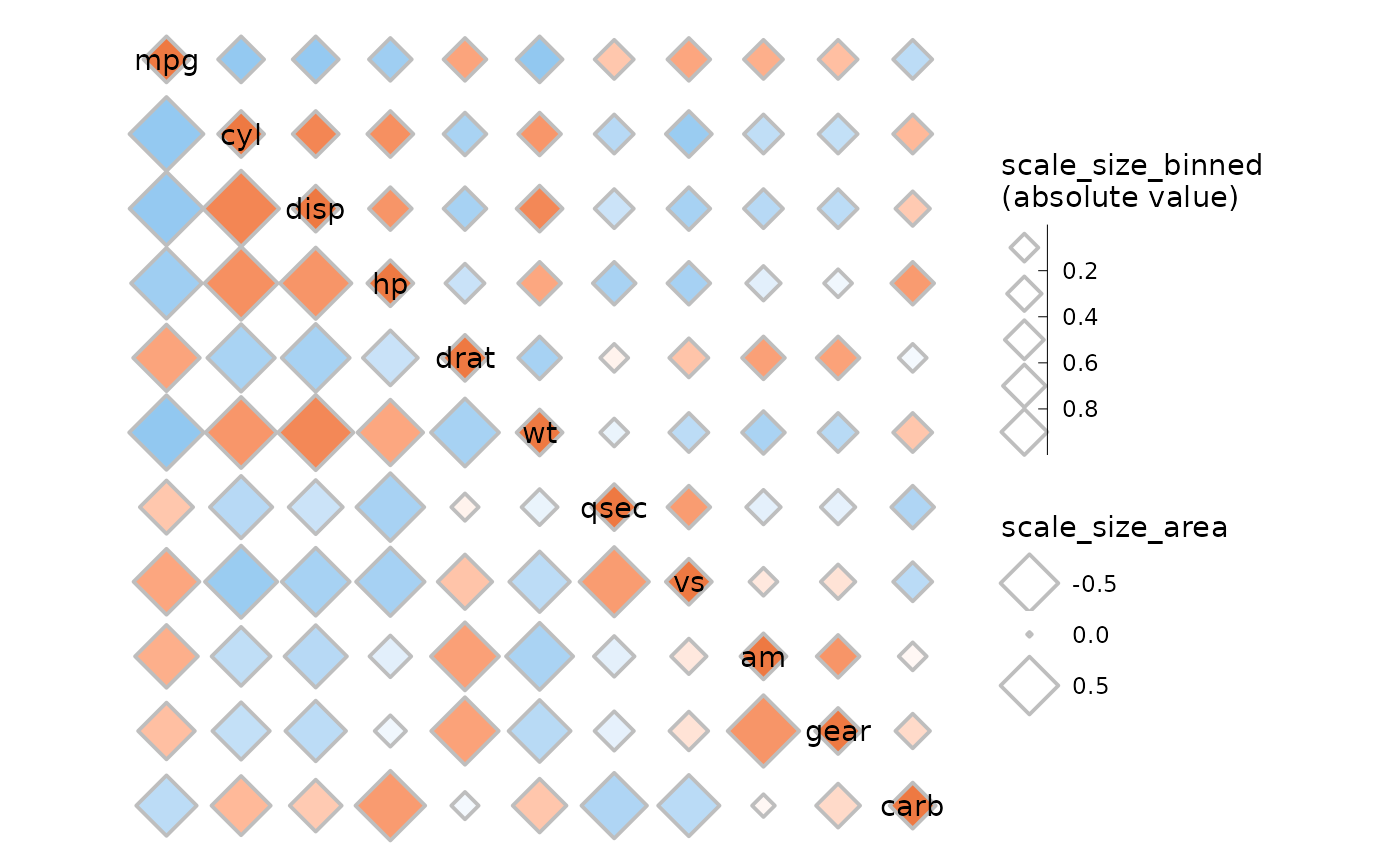 mpg
cyl
disp
hp
drat
wt
qsec
vs
am
gear
carb
scale_size_binned
(absolute value)
0.2
0.4
0.6
0.8
scale_size_area
-0.5
0.0
0.5